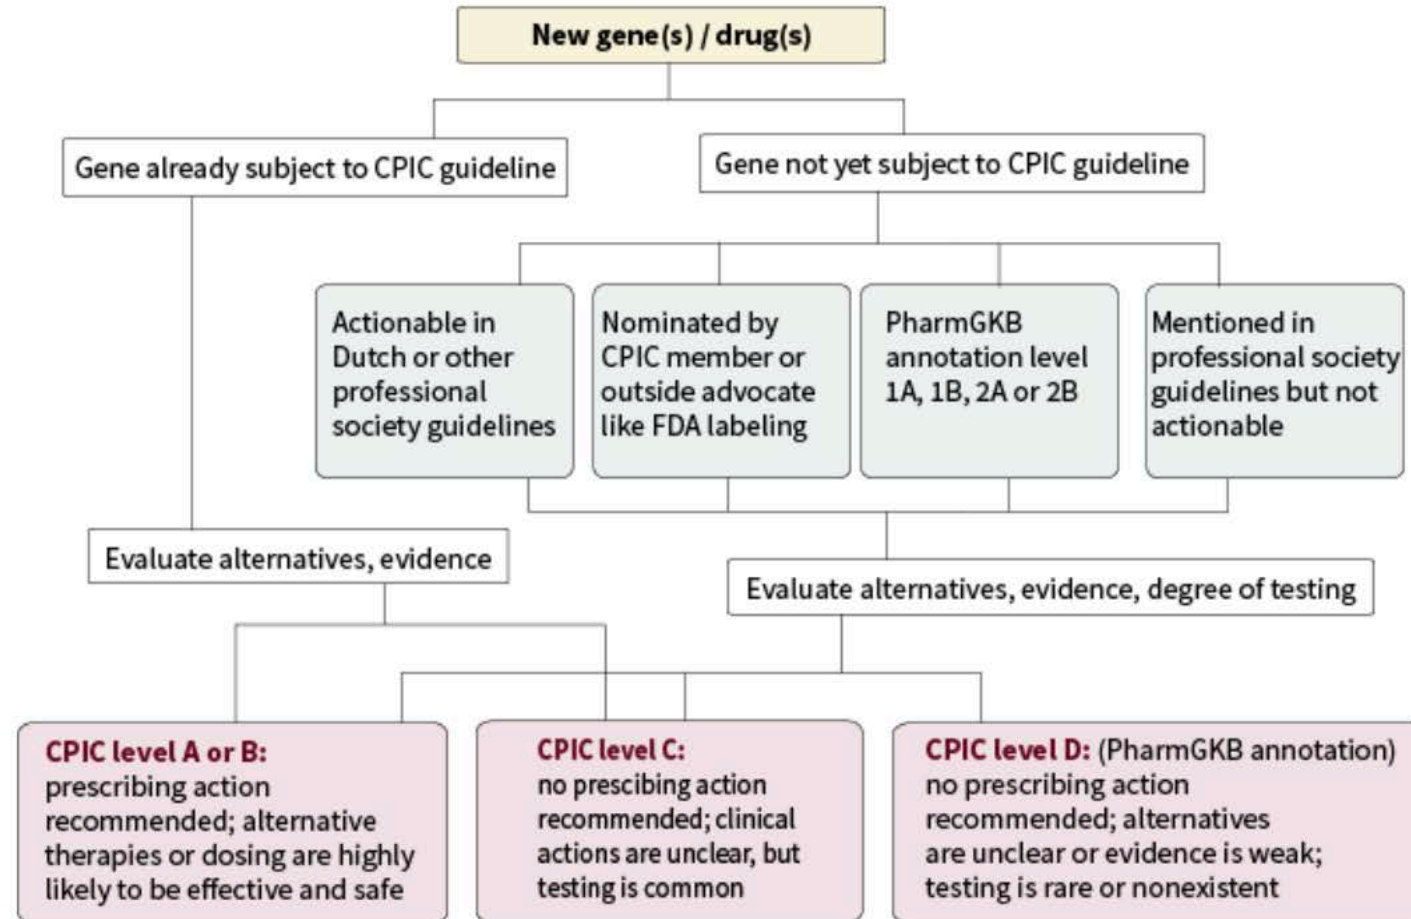 New gene(s) / drug(s)
Gene already subject to CPIC guideline
Gene not yet subject to CPIC guideline
Actionable in
Dutch or other
professional
society guidelines
Nominated by
CPIC member or
outside advocate
like FDA labeling
PharmGKB
annotation level
1A, 1B, 2A or 2B
Mentioned in
professional society
guidelines but not
actionable
Evaluate alternatives, evidence
Evaluate alternatives, evidence, degree of testing
CPIC level A or B:
prescribing action
recommended; alternative
therapies or dosing are highly
likely to be effective and safe
CPIC level C:
no prescibing action
recommended; clinical
actions are unclear, but
testing is common
CPIC level D: (PharmGKB annotation)
no prescribing action
recommended; alternatives
are unclear or evidence is weak;
testing is rare or nonexistent